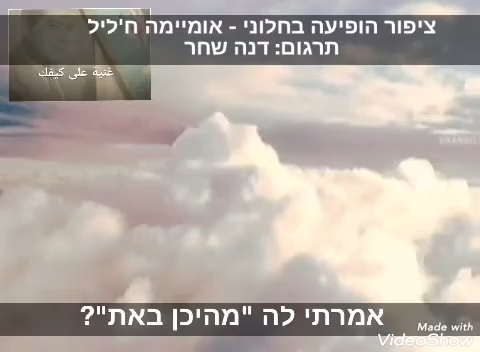 ציפור הופיעה בחלוני - אומיימה ח'ליל
תרגום: דנה שחר
غنية على كيفك
אמרתי לה "מהיכן באת"?
Made with
VideoShow